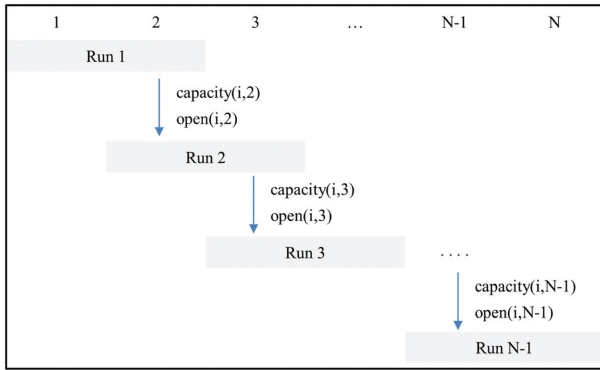 1 2 3 ... N-1 N
Run 1
capacity(i,2)
open(i,2)
Run 2
capacity(i,3)
open(i,3)
Run 3 ....
capacity(i,N-1)
open(i,N-1)
Run N-1